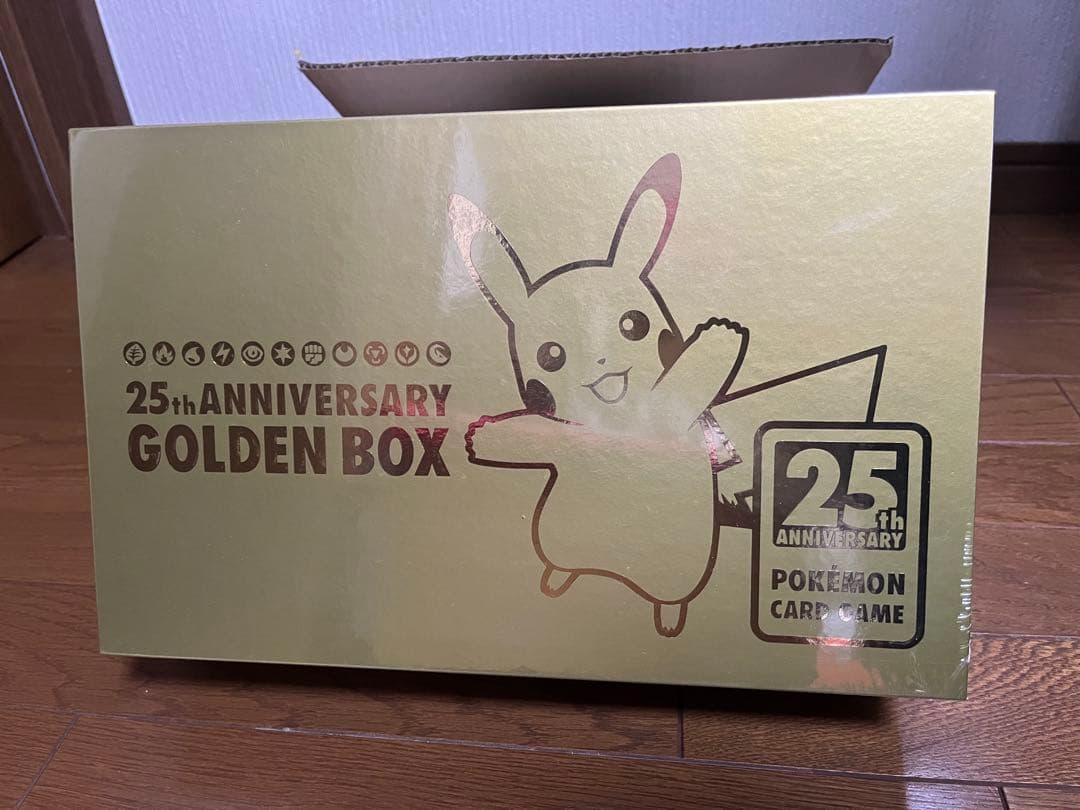 25th ANNIVERSARY
GOLDEN BOX
25th
ANNIVERSARY
POKÉMON
CARD GAME